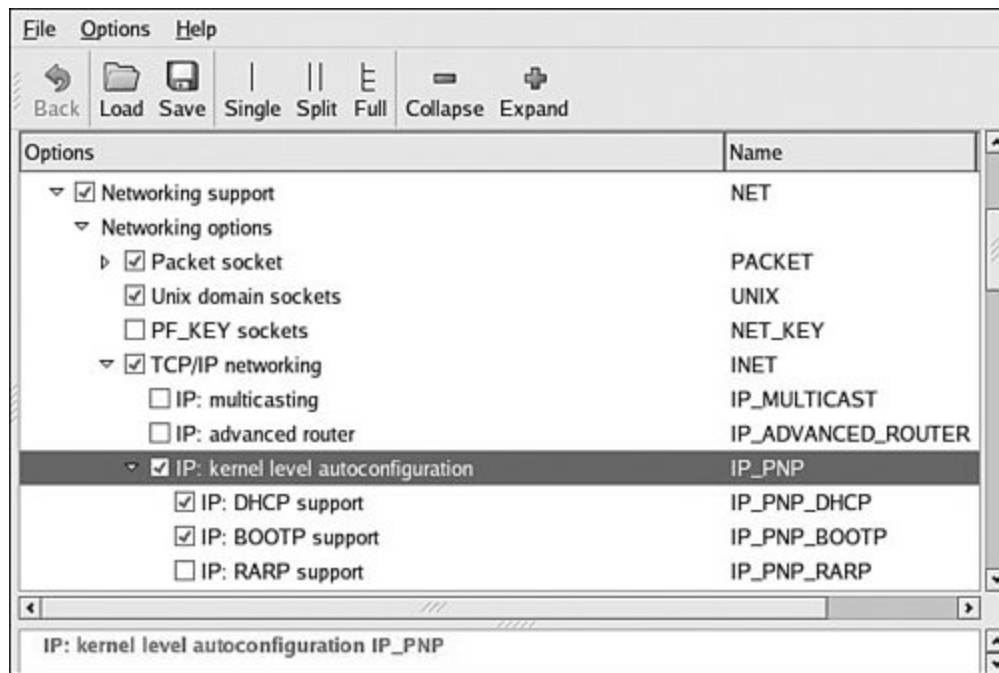 File Options Help
Back Load Save Single Split Full Collapse Expand
Options Name
Networking support NET
Networking options
Packet socket PACKET
Unix domain sockets UNIX
PF_KEY sockets NET_KEY
TCP/IP networking INET
IP: multicasting IP_MULTICAST
IP: advanced router IP_ADVANCED_ROUTER
IP: kernel level autoconfiguration IP_PNP
IP: DHCP support IP_PNP_DHCP
IP: BOOTP support IP_PNP_BOOTP
IP: RARP support IP_PNP_RARP
IP: kernel level autoconfiguration IP_PNP